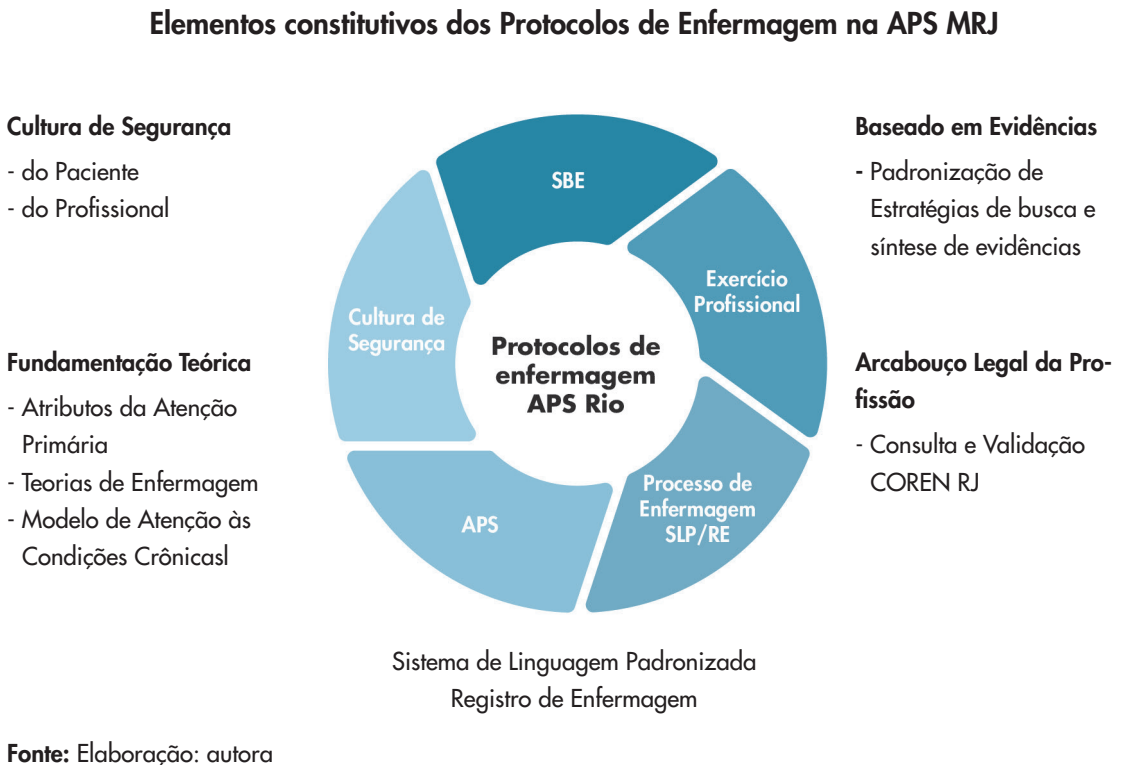 Elementos constitutivos dos Protocolos de Enfermagem na APS MRJ
Cultura de Segurança
- do Paciente
- do Profissional
Fundamentação Teórica
- Atributos da Atenção
Primária
- Teorias de Enfermagem
- Modelo de Atenção às
Condições Crônicasl
SBE
Exercício
Profissional
Processo de
Enfermagem
SLP/RE
APS
Cultura de
Segurança
Protocolos de
enfermagem
APS Rio
Baseado em Evidências
- Padronização de
Estratégias de busca e
síntese de evidências
Arcabouço Legal da Pro-
fissão
- Consulta e Validação
COREN RJ
Sistema de Linguagem Padronizada
Registro de Enfermagem
Fonte: Elaboração: autora